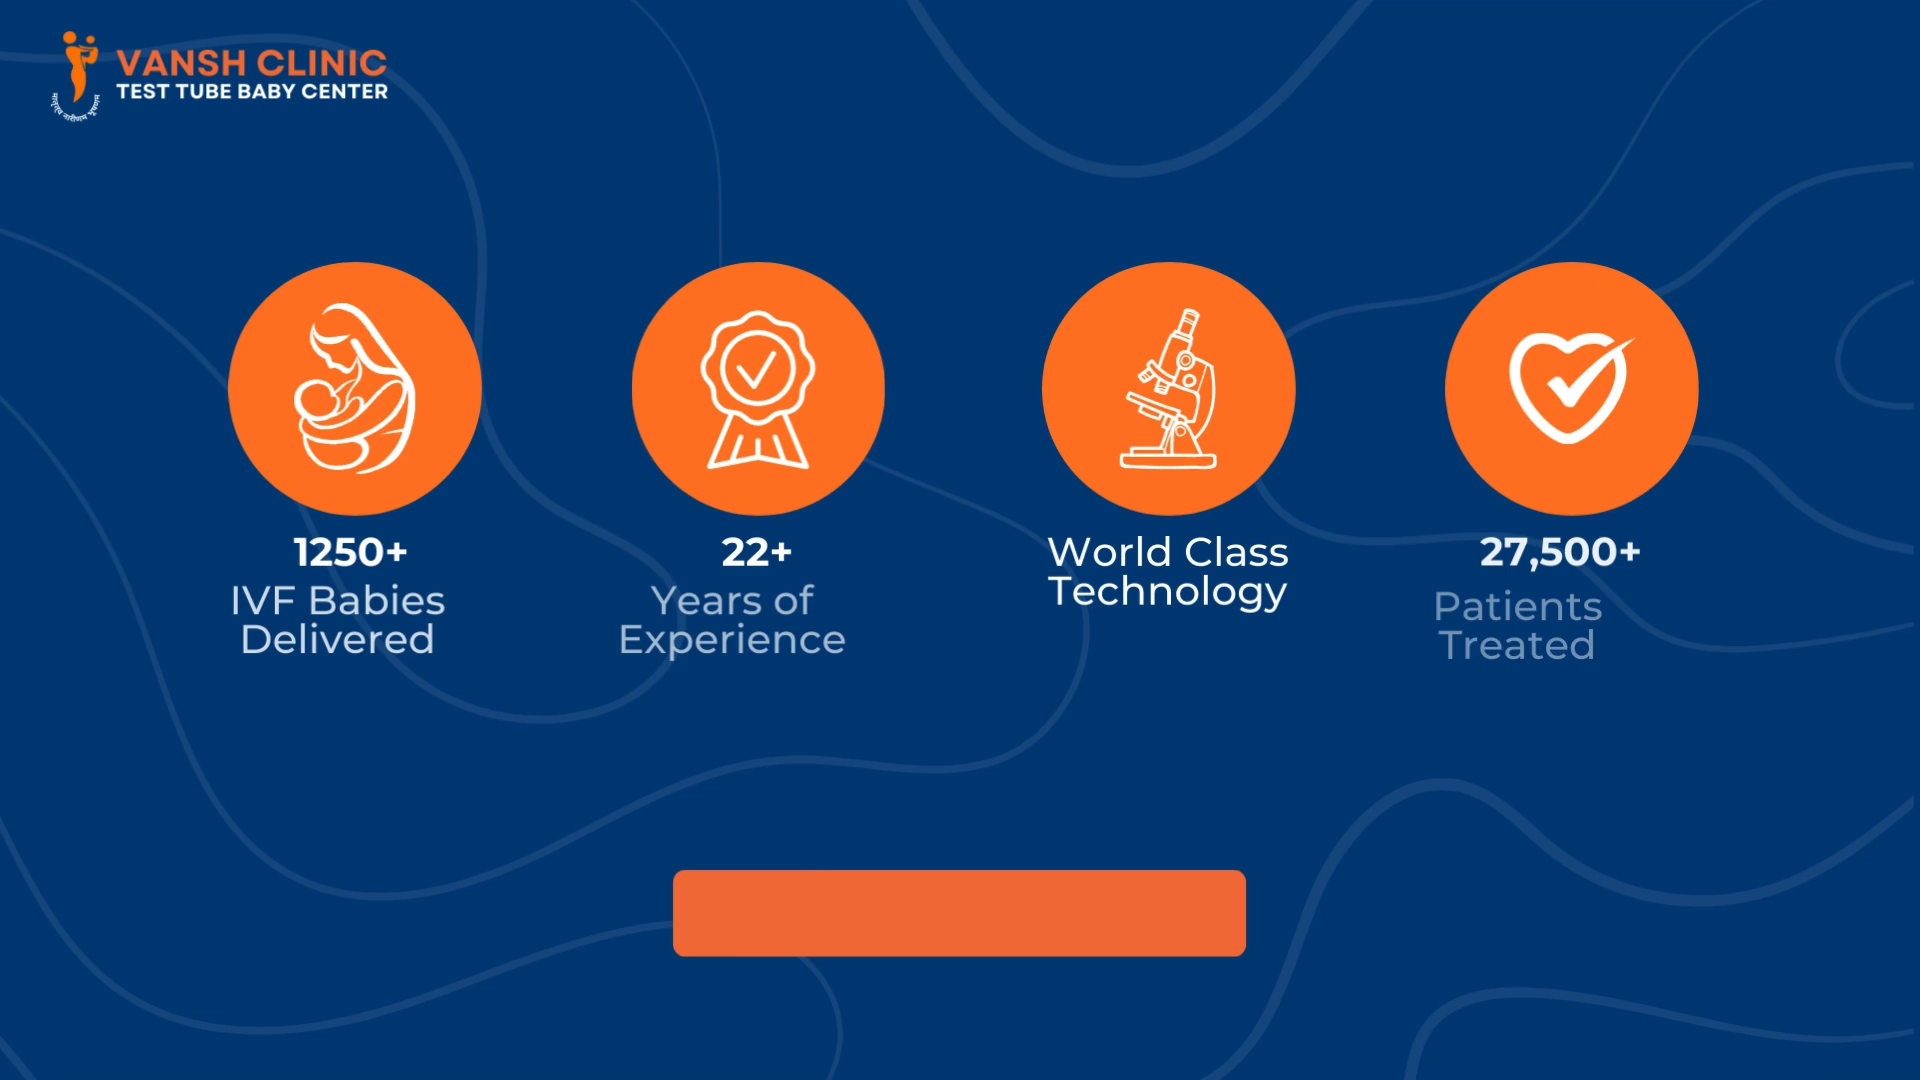 VANSH CLINIC
TEST TUBE BABY CENTER
मातृत्व नारीणाम भूषणम
1250+
IVF Babies
Delivered
22+
Years of
Experience
World Class
Technology
27,500+
Patients
Treated